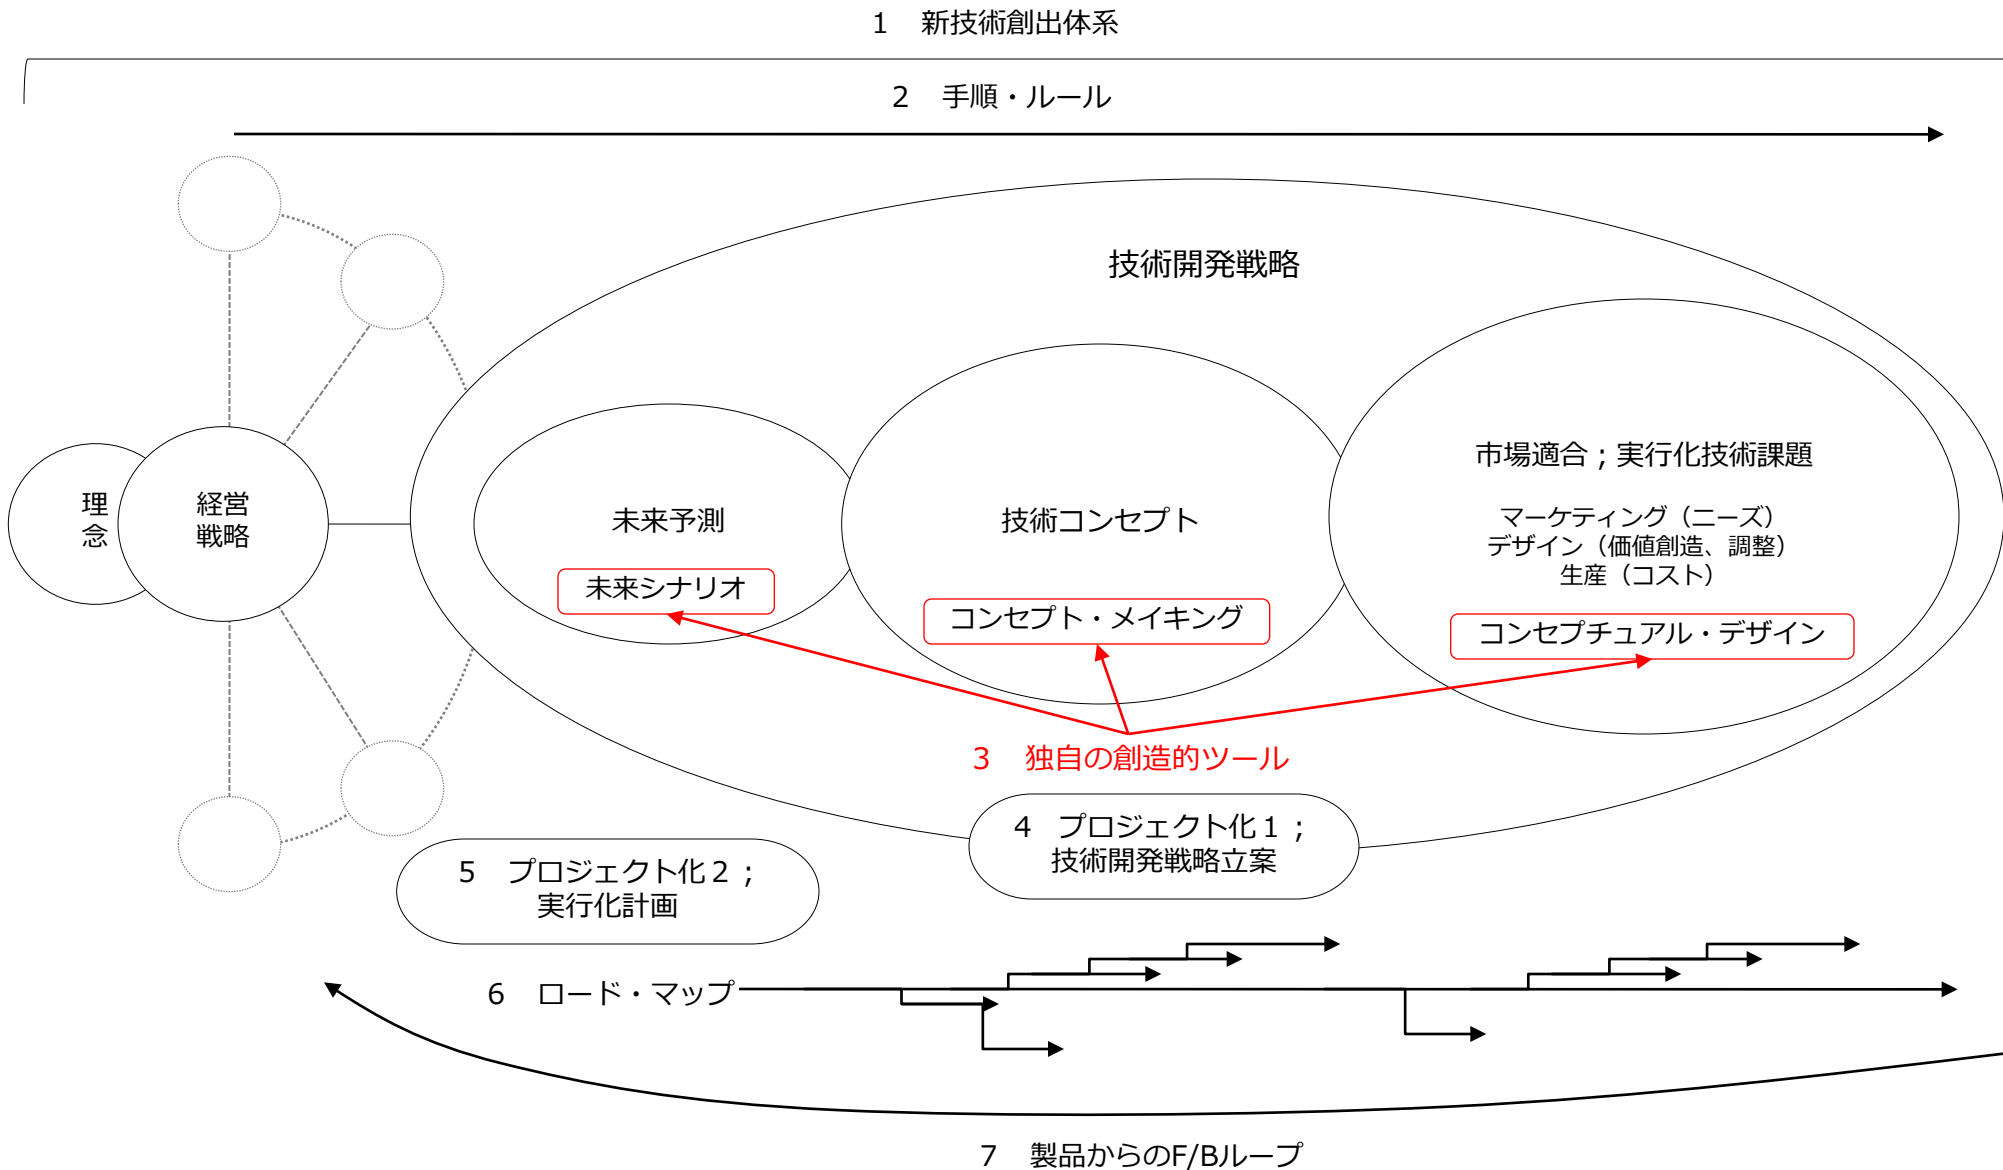 1　新技術創出体系
2　手順・ルール
技術開発戦略
理
念
経営
戦略
未来予測
未来シナリオ
技術コンセプト
コンセプト・メイキング
市場適合；実行化技術課題
マーケティング（ニーズ）
デザイン（価値創造、調整）
生産（コスト）
コンセプチュアル・デザイン
3　独自の創造的ツール
4　プロジェクト化１；
技術開発戦略立案
5　プロジェクト化２；
実行化計画
6　ロード・マップ
7　製品からのF/Bループ